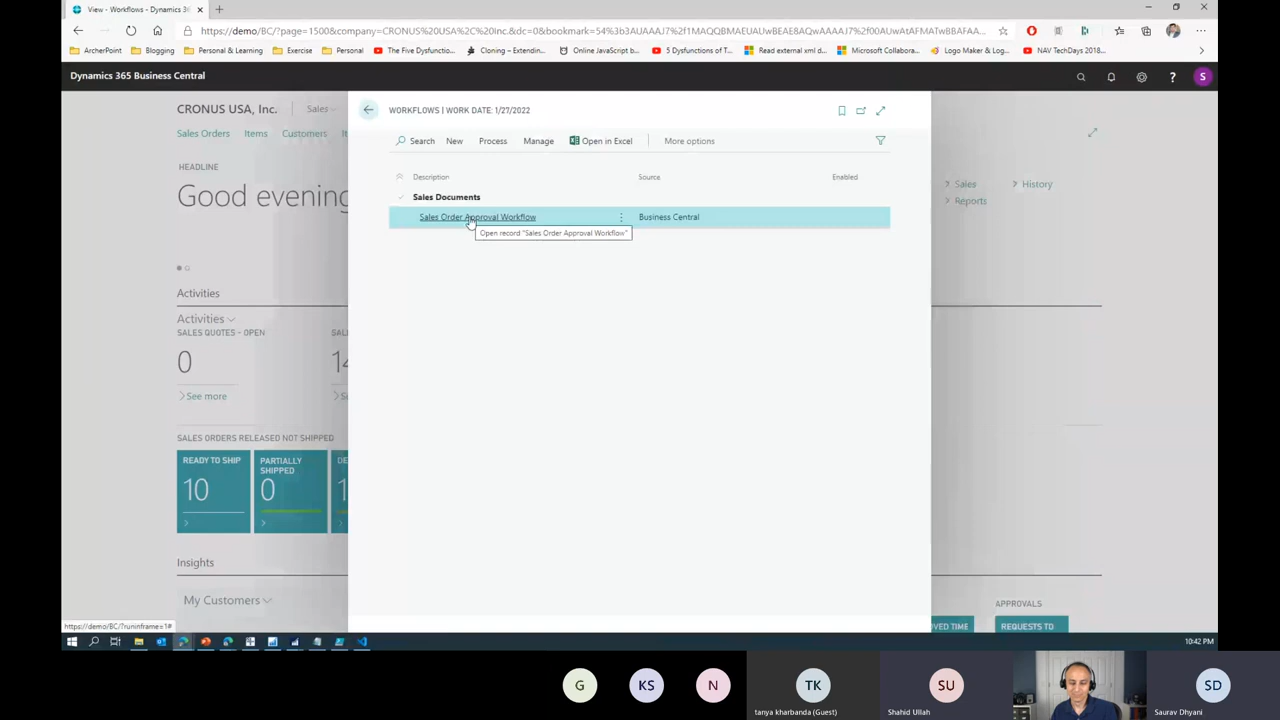 View - Workflows - Dynamics 365
https://demo/BC/?page=1500&company=CRONUS%20USA%2C%20Inc.&dc=0&bookmark=
ArcherPoint
Blogging
Personal & Learning
Exercise
Personal
The Five Dysfunctio...
Cloning – Extendin...
Online JavaScript b...
5 Dysfunctions of T...
Read external xml d...
Microsoft Collabora...
Logo Maker & Log...
NAV TechDays 2018...
Dynamics 365 Business Central
S
CRONUS USA, Inc.
Sales
Sales Orders
Items
Customers
WORKFLOWS | WORK DATE: 1/27/2022
Search
New
Process
Manage
Open in Excel
More options
HEADLINE
Good evening
Description
Source
Enabled
Sales Documents
Sales Order Approval Workflow
Business Central
Open record "Sales Order Approval Workflow"
Sales
History
Reports
Activities
Activities
SALES QUOTES - OPEN
0
14
See more
SALES ORDERS RELEASED NOT SHIPPED
READY TO SHIP
10
PARTIALLY SHIPPED
0
Insights
My Customers
APPROVALS
OVED TIME
REQUESTS TO
https://demo/BC/?runinframe=1#
10:42 PM
G
KS
N
TK
tanya kharbanda (Guest)
SU
Shahid Ullah
SD
Saurav Dhyani